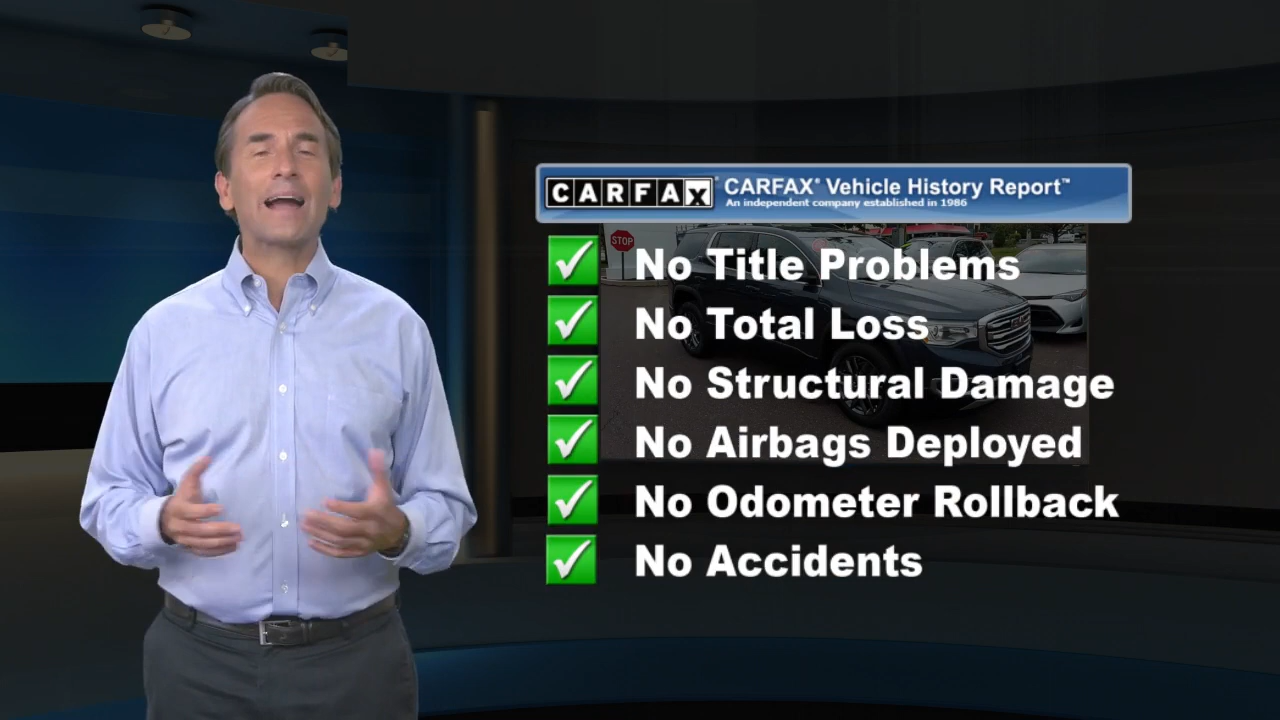 STOP
CARFAX® CARFAX® Vehicle History Report™
An independent company established in 1986
No Title Problems
No Total Loss
No Structural Damage
No Airbags Deployed
No Odometer Rollback
No Accidents